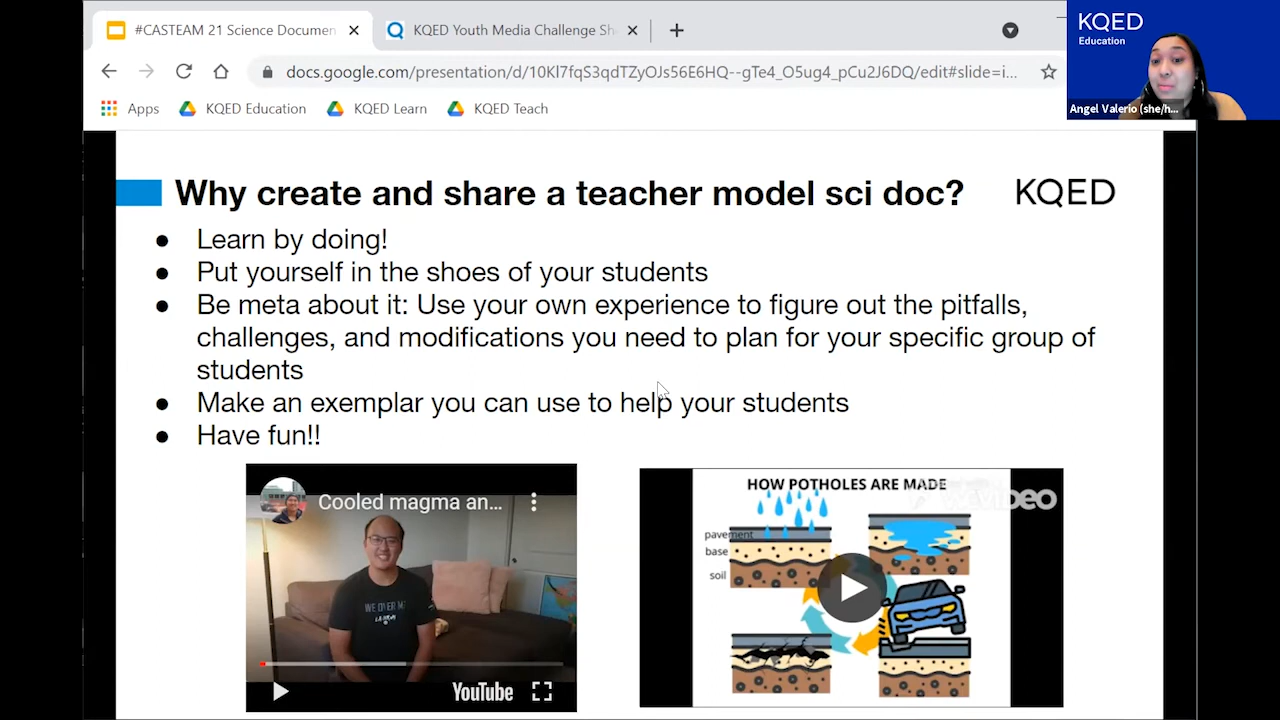 #CASTEAM 21 Science Documen
KQED Youth Media Challenge Sh
docs.google.com/presentation/d/10Kl7fqS3qdTZyOJs56E6HQ--gTe4_O5ug4_pCu2J6DQ/edit#slide=i...
Apps
KQED Education
KQED Learn
KQED Teach
KQED
Education
Angel Valerio (she/h...
Why create and share a teacher model sci doc?
KQED
● Learn by doing!
● Put yourself in the shoes of your students
● Be meta about it: Use your own experience to figure out the pitfalls,
challenges, and modifications you need to plan for your specific group of
students
● Make an exemplar you can use to help your students
● Have fun!!
Cooled magma an...
YouTube
HOW POTHOLES ARE MADE
WEVIDEO
pavement
base
soil